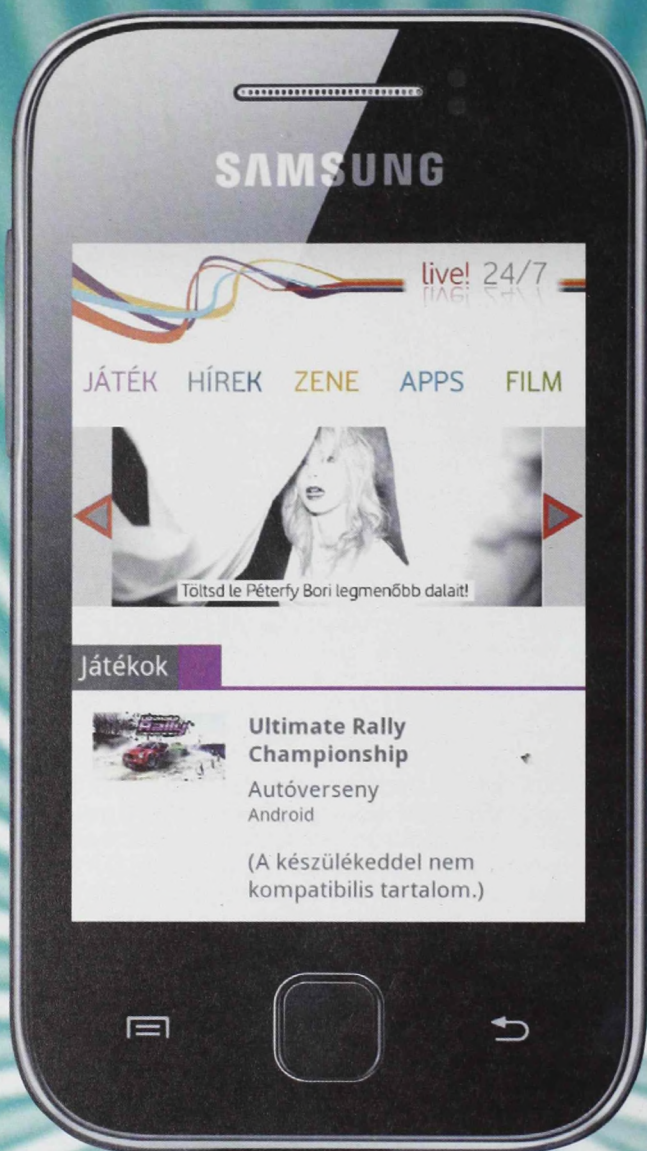 SAMSUNG
live! 24/7
JÁTÉK HÍREK ZENE APPS FILM
Töltsd le Péterfy Bori legmenőbb dalait!
Játékok
Rally
Ultimate Rally
Championship
Autóverseny
Android
(A készülékeddel nem
kompatibilis tartalom.)